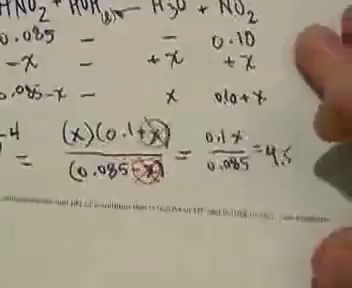 HNO₂ + HOH ⇌ H₃O + NO₂
0.085 - - 0.10
-x +x +x
0.085-x - x 0.10+x
-4 = (x)(0.1+x) / (0.085-x) = 0.1x / 0.085 = 4.5